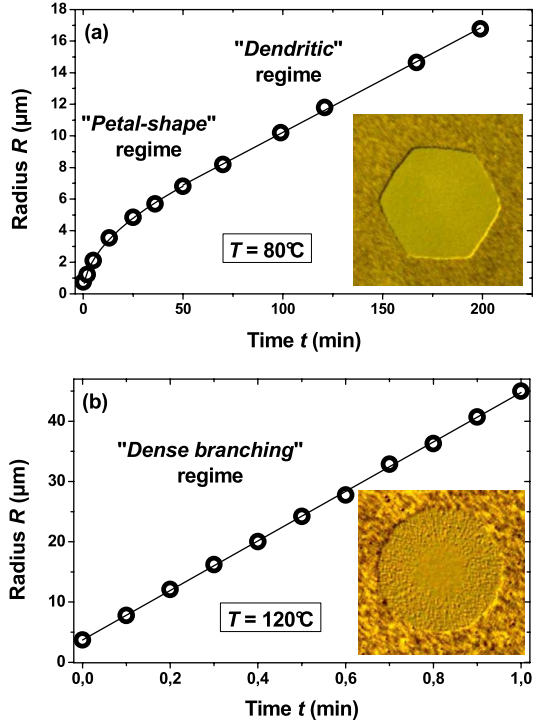 (a)
"Dendritic"
regime
"Petal-shape"
regime
T = 80°C
Radius R (µm)
18
16
14
12
10
8
6
4
2
0
0 50 100 150 200
Time t (min)
(b)
"Dense branching"
regime
T = 120°C
Radius R (µm)
40
30
20
10
0
0,0 0,2 0,4 0,6 0,8 1,0
Time t (min)